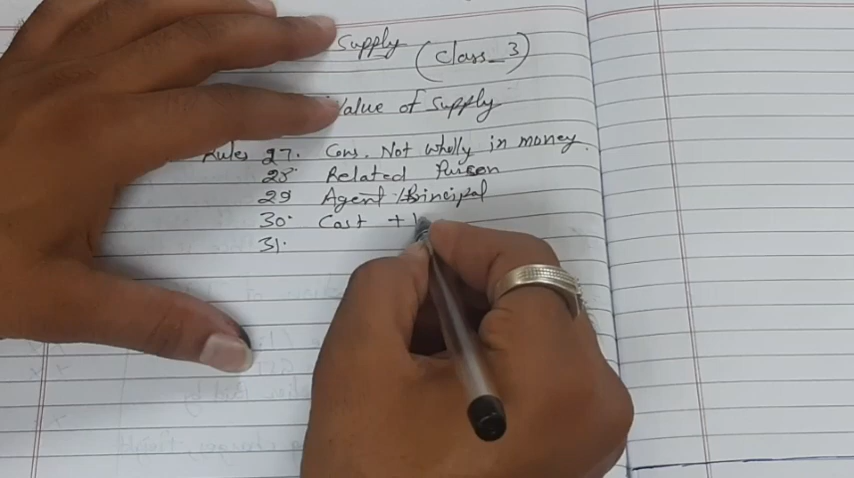 Supply (Class_3)
Value of Supply
Rules 27. Cons. Not wholly in money.
28. Related Person
29 Agent/Principal
30. Cost + 1
31.